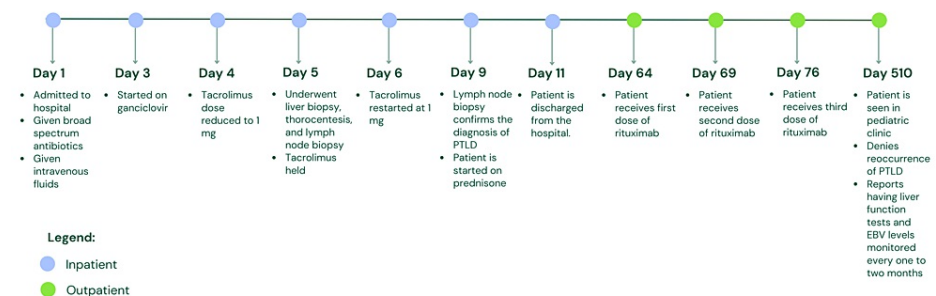 Day 1
• Admitted to
hospital
• Given broad
spectrum
antibiotics
• Given
intravenous
fluids
Day 3
• Started on
ganciclovir
Day 4
• Tacrolimus
dose
reduced to 1
mg
Day 5
• Underwent
liver biopsy,
thorocentesis,
and lymph
node biopsy
• Tacrolimus
held
Day 6
• Tacrolimus
restarted at 1
mg
Day 9
• Lymph node
biopsy
confirms the
diagnosis of
PTLD
• Patient is
started on
prednisone
Day 11
• Patient is
discharged
from the
hospital.
Day 64
• Patient
receives first
dose of
rituximab
Day 69
• Patient
receives
second dose
of rituximab
Day 76
• Patient
receives third
dose of
rituximab
Day 510
• Patient is
seen in
pediatric
clinic
• Denies
reoccurrence
of PTLD
• Reports
having liver
function
tests and
EBV levels
monitored
every one to
two months
Legend:
Inpatient
Outpatient